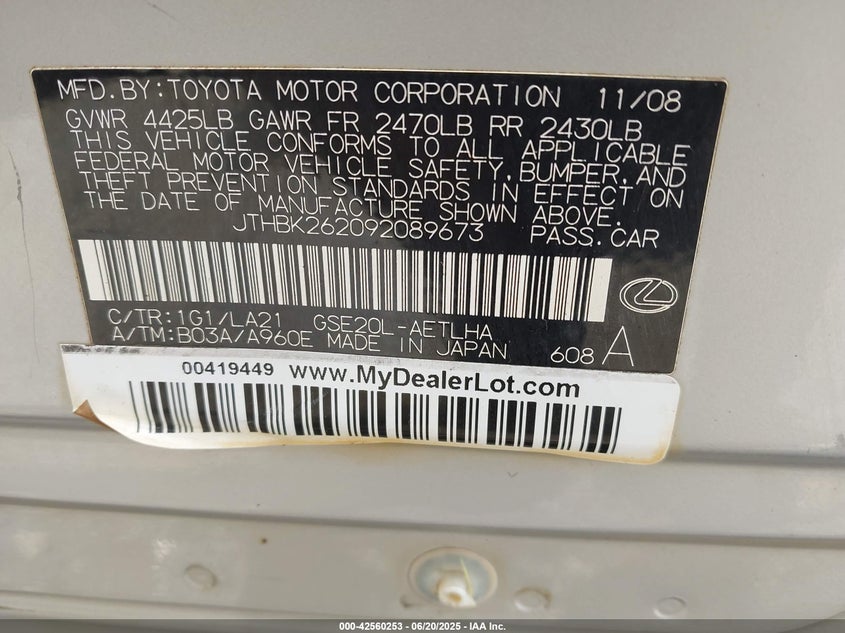 MFD.BY:TOYOTA MOTOR CORPORATION 11/08
GVWR 4425LB GAWR FR 2470LB RR 2430LB
THIS VEHICLE CONFORMS TO ALL APPLICABLE
FEDERAL MOTOR VEHICLE SAFETY,BUMPER,AND
THEFT PREVENTION STANDARDS IN EFFECT ON
THE DATE OF MANUFACTURE SHOWN ABOVE.
JTHBK262092089673 PASS.CAR
C/TR:1G1/LA21 GSE20L-AETLHA
A/TM:B03A/A960E MADE IN JAPAN 608 A
00419449 www.MyDealerLot.com
000-42560253 - 06/20/2025 - IAA Inc.